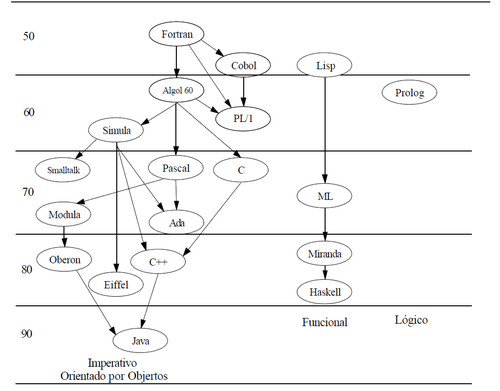 50
Fortran
Cobol
Lisp
Algol 60
Prolog
60
PL/1
Simula
Smalltalk
Pascal
C
70
ML
Modula
Ada
Oberon
C++
Miranda
80
Eiffel
Haskell
Funcional
Lógico
90
Java
Imperativo
Orientado por Objertos